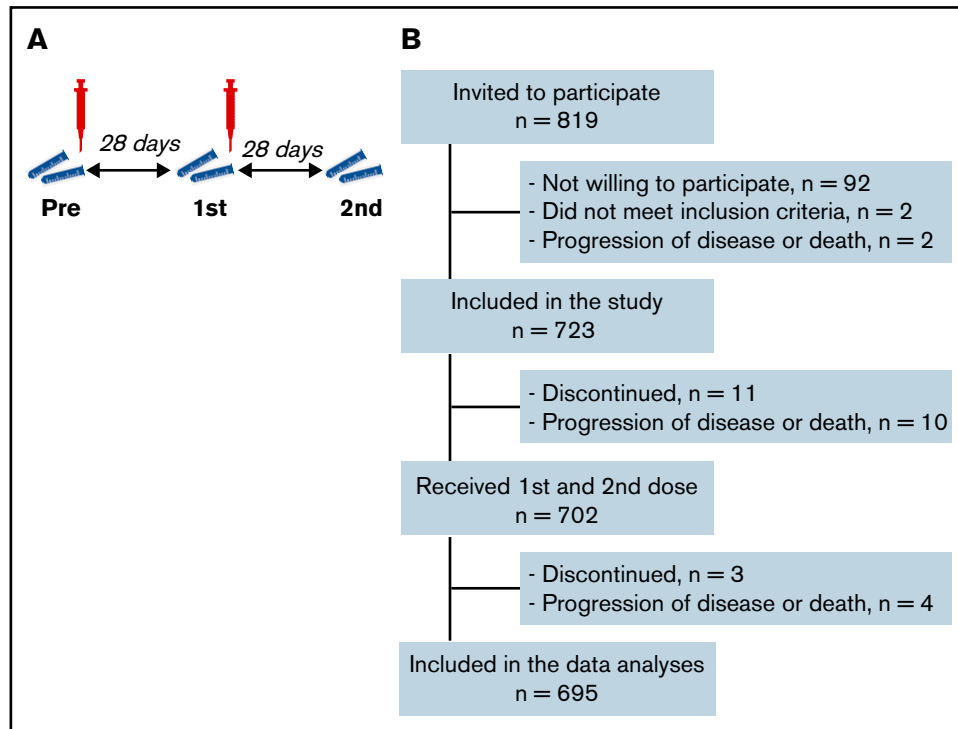 A
28 days
28 days
Pre
1st
2nd
B
Invited to participate
n = 819
- Not willing to participate, n = 92
- Did not meet inclusion criteria, n = 2
- Progression of disease or death, n = 2
Included in the study
n = 723
- Discontinued, n = 11
- Progression of disease or death, n = 10
Received 1st and 2nd dose
n = 702
- Discontinued, n = 3
- Progression of disease or death, n = 4
Included in the data analyses
n = 695